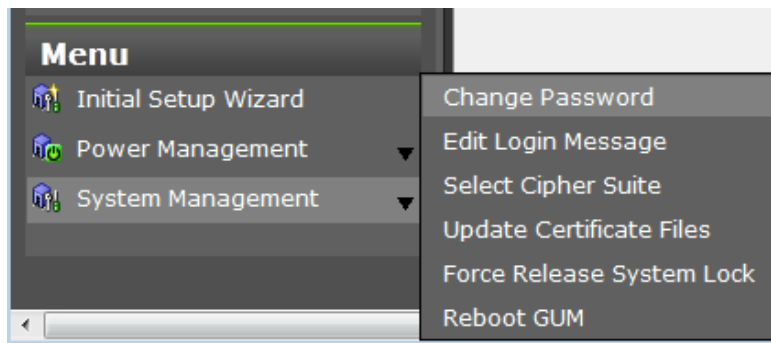 Menu
Initial Setup Wizard
Power Management
System Management
Change Password
Edit Login Message
Select Cipher Suite
Update Certificate Files
Force Release System Lock
Reboot GUM